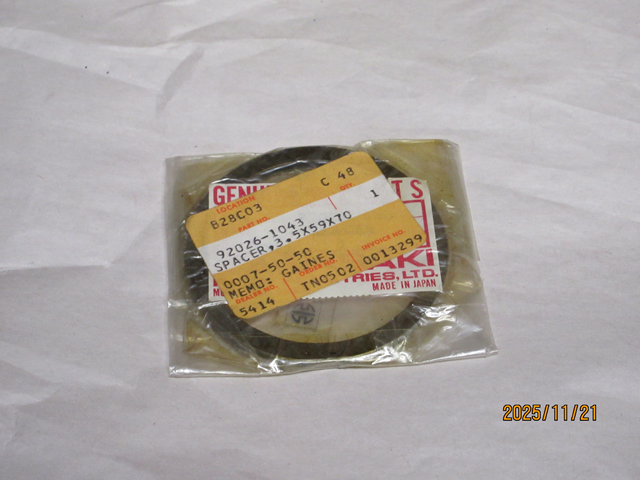 GENU
TS
LOCATION
B28C03
C 48
PART NO.
QTY.
92026-1043
1
SPACER,3.5X59X70
0007-50-50
MEMO: GAINES
DEALER NO.
ORDER NO.
INVOICE NO.
5414
TN0502
0013299
AKI
TRIES, LTD.
MADE IN JAPAN
2025/11/21